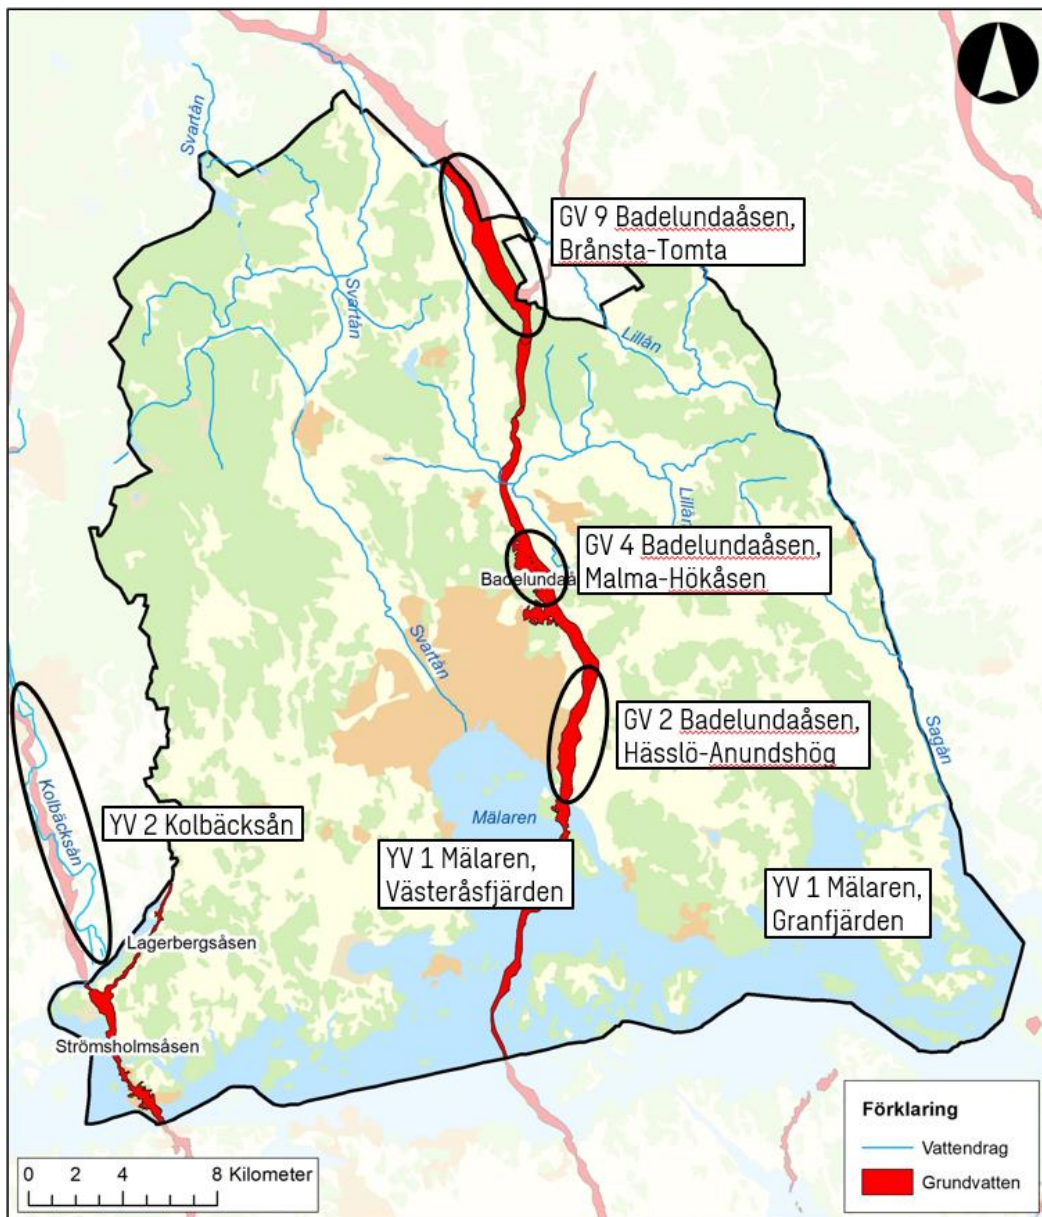 Svartån
GV 9 Badelundaåsen,
Brånsta-Tomta
Svartån
Lillån
Lillån
GV 4 Badelundaåsen,
Malma-Hökåsen
Badelundaå
Svartån
GV 2 Badelundaåsen,
Hässlö-Anundshög
Sagån
Kolbäcksån
YV 2 Kolbäcksån
Mälaren
YV 1 Mälaren,
Västeråsfjärden
YV 1 Mälaren,
Granfjärden
Lagerbergsåsen
Strömsholmsåsen
Förklaring
Vattendrag
Grundvatten
0 2 4 8 Kilometer